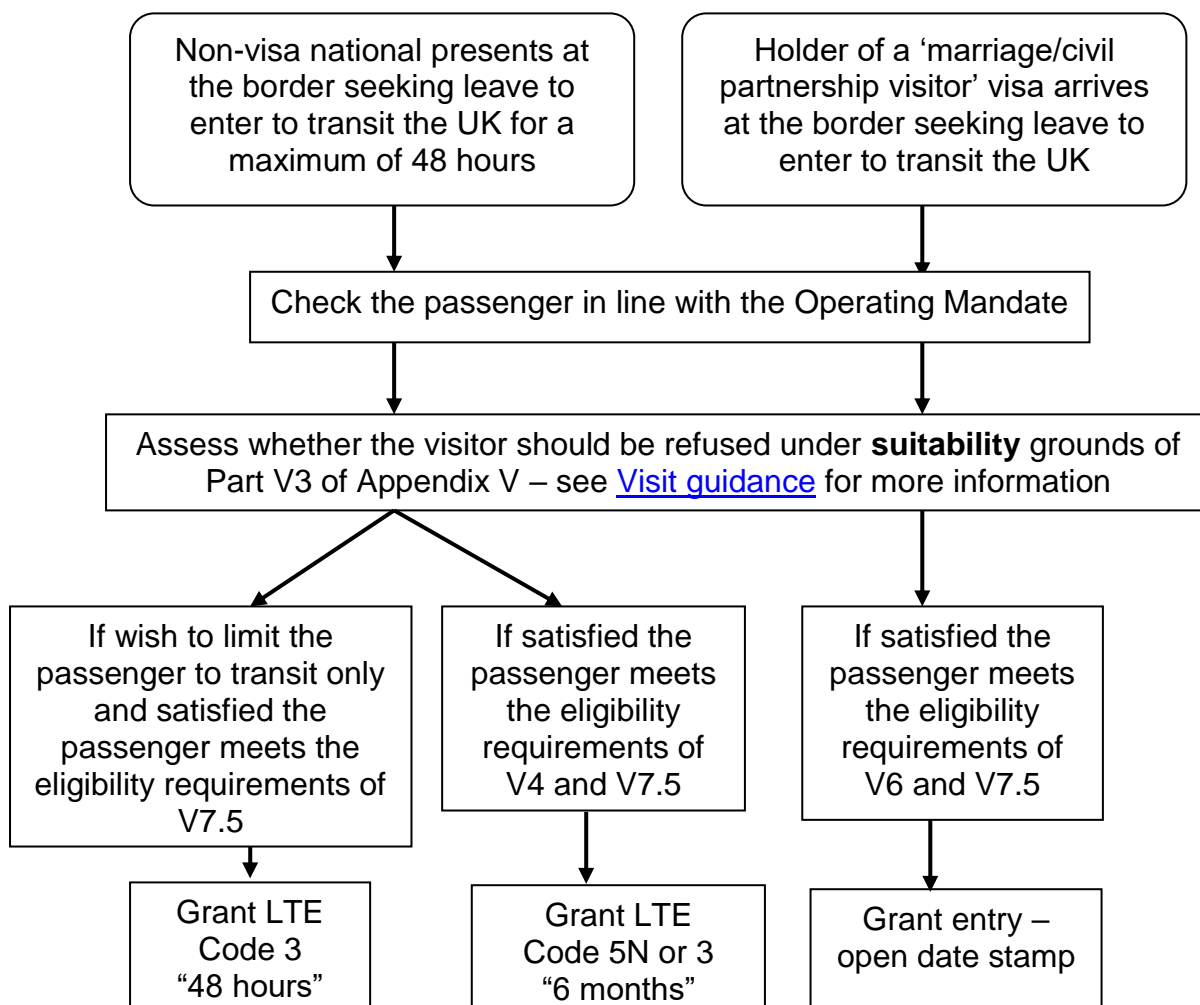 Non-visa national presents at
the border seeking leave to
enter to transit the UK for a
maximum of 48 hours
Holder of a ‘marriage/civil
partnership visitor’ visa arrives
at the border seeking leave to
enter to transit the UK
Check the passenger in line with the Operating Mandate
Assess whether the visitor should be refused under suitability grounds of
Part V3 of Appendix V – see Visit guidance for more information
If wish to limit the
passenger to transit only
and satisfied the
passenger meets the
eligibility requirements of
V7.5
If satisfied the
passenger meets
the eligibility
requirements of
V4 and V7.5
If satisfied the
passenger meets
the eligibility
requirements of
V6 and V7.5
Grant LTE
Code 3
“48 hours”
Grant LTE
Code 5N or 3
“6 months”
Grant entry –
open date stamp